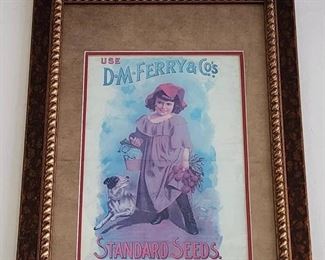 USE
D·M·FERRY & CO'S
STANDARD SEEDS.